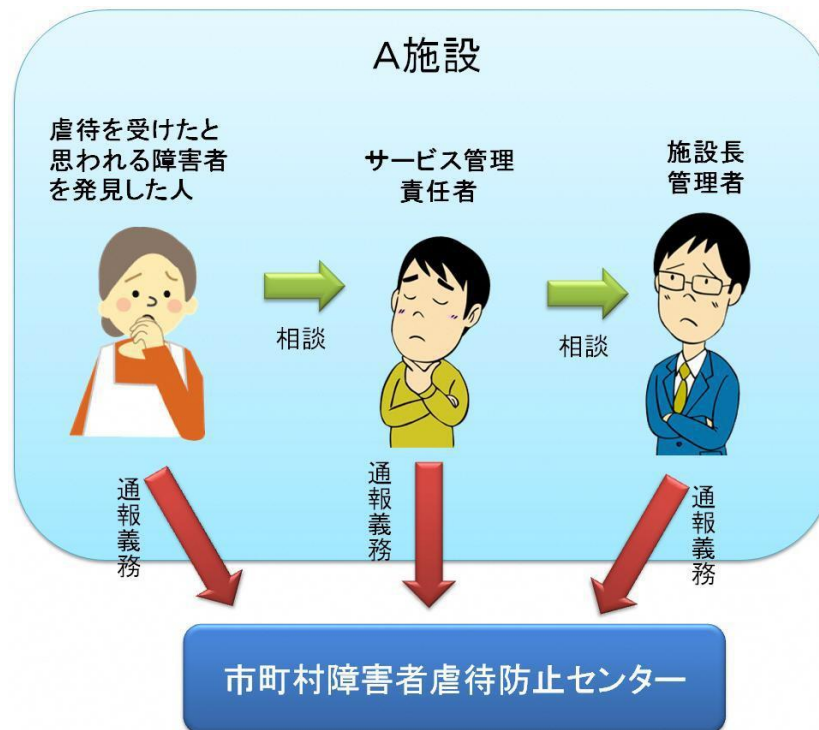 A施設
虐待を受けたと
思われる障害者
を発見した人
サービス管理
責任者
施設長
管理者
相談
相談
通報義務
通報義務
通報義務
市町村障害者虐待防止センター